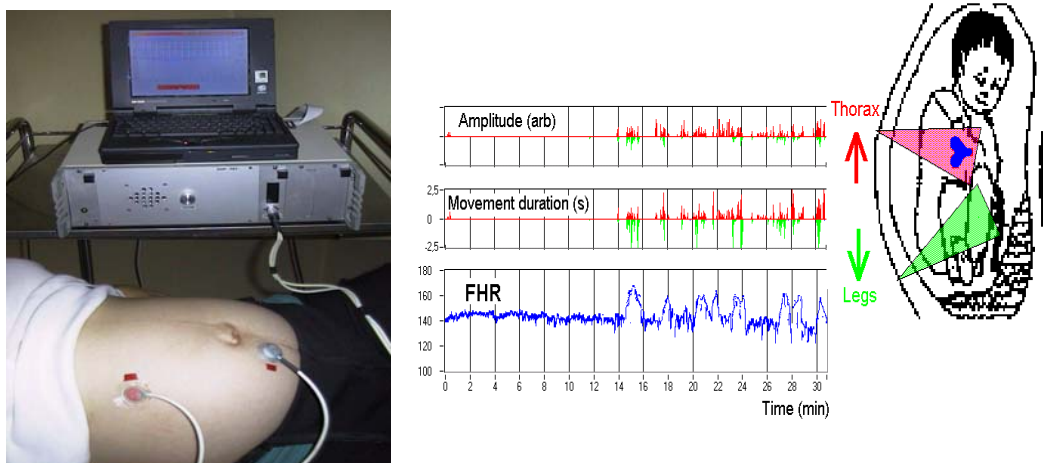 Amplitude (arb)
2.5
Movement duration (s)
0
-2.5
180
160
FHR
140
120
100
0 2 4 6 8 10 12 14 16 18 20 22 24 26 28 30
Time (min)
Thorax
Legs